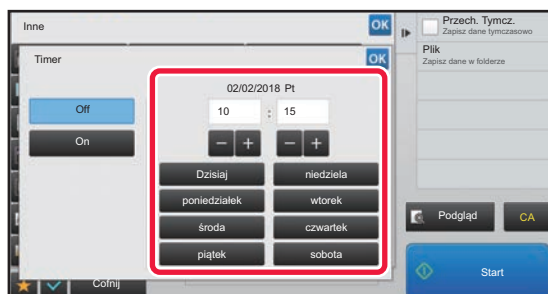 Inne
OK
Timer
OK
02/02/2018 Pt
10 : 15
Off
On
Dzisiaj
niedziela
poniedziałek
wtorek
środa
czwartek
piątek
sobota
Cofnij
Przech. Tymcz.
Zapisz dane tymczasowo
Plik
Zapisz dane w folderze
Podgląd
CA
Start